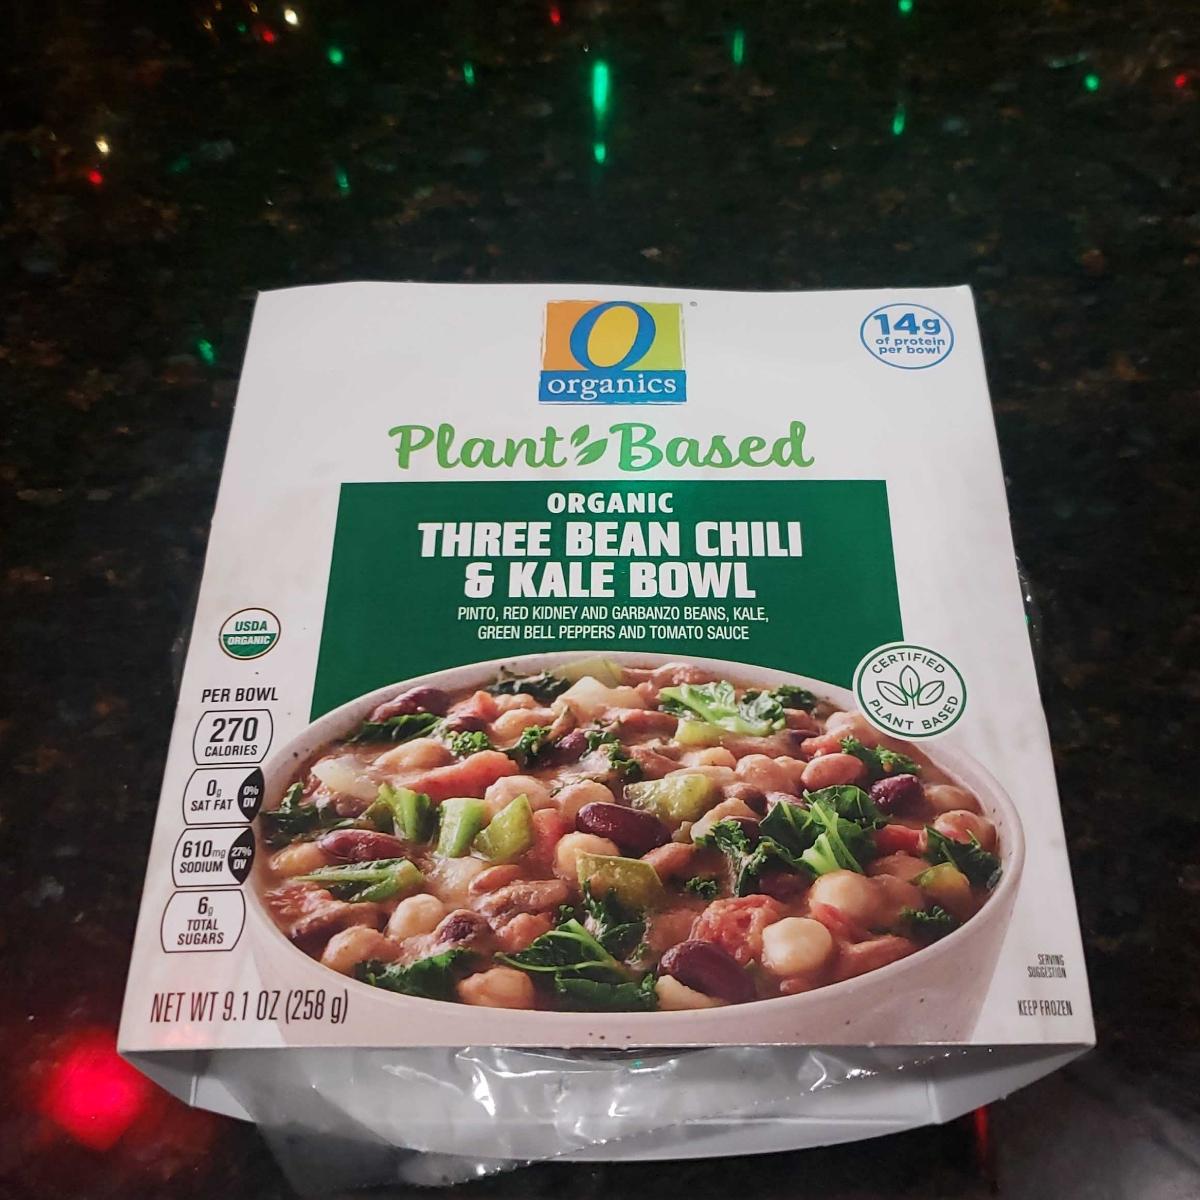 O
organics
®
14g
of protein
per bowl
Plant Based
ORGANIC
THREE BEAN CHILI
& KALE BOWL
PINTO, RED KIDNEY AND GARBANZO BEANS, KALE,
GREEN BELL PEPPERS AND TOMATO SAUCE
USDA
ORGANIC
CERTIFIED
PLANT BASED
PER BOWL
270
CALORIES
0g
SAT FAT
0%
DV
610mg
SODIUM
27%
DV
6g
TOTAL
SUGARS
NET WT 9.1 OZ (258 g)
SERVING
SUGGESTION
KEEP FROZEN